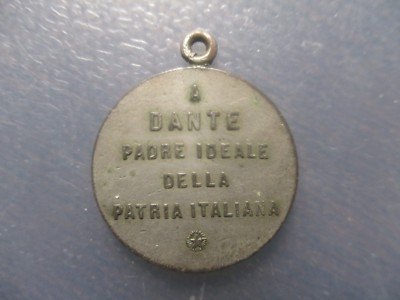 A
DANTE
PADRE IDEALE
DELLA
PATRIA ITALIANA